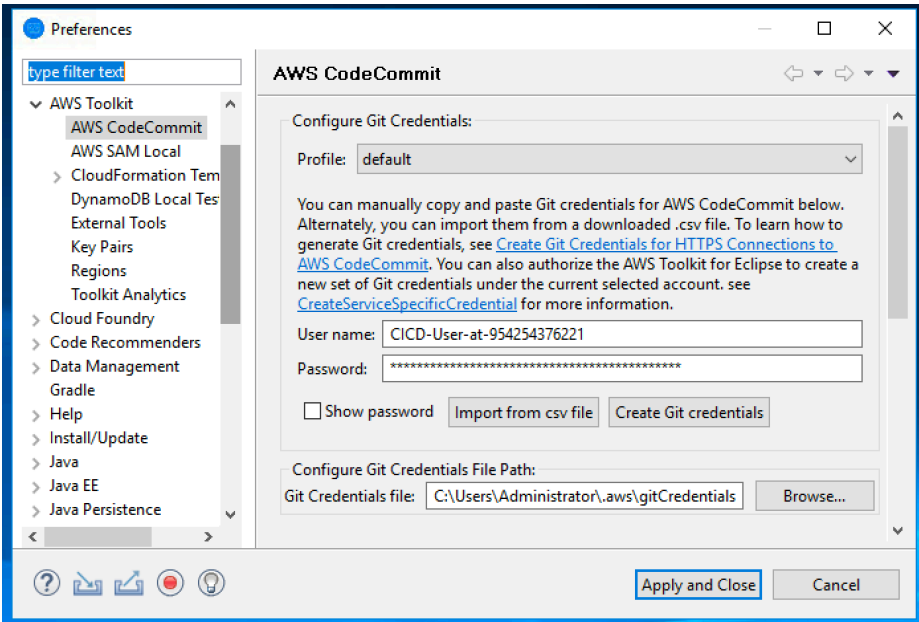 Preferences
type filter text
AWS Toolkit
AWS CodeCommit
AWS SAM Local
CloudFormation Tem
DynamoDB Local Tes
External Tools
Key Pairs
Regions
Toolkit Analytics
Cloud Foundry
Code Recommenders
Data Management
Gradle
Help
Install/Update
Java
Java EE
Java Persistence
AWS CodeCommit
Configure Git Credentials:
Profile: default
You can manually copy and paste Git credentials for AWS CodeCommit below.
Alternately, you can import them from a downloaded .csv file. To learn how to
generate Git credentials, see Create Git Credentials for HTTPS Connections to
AWS CodeCommit. You can also authorize the AWS Toolkit for Eclipse to create a
new set of Git credentials under the current selected account. see
CreateServiceSpecificCredential for more information.
User name: CICD-User-at-954254376221
Password: ********************************************
Show password Import from csv file Create Git credentials
Configure Git Credentials File Path:
Git Credentials file: C:\Users\Administrator\.aws\gitCredentials Browse...
Apply and Close Cancel